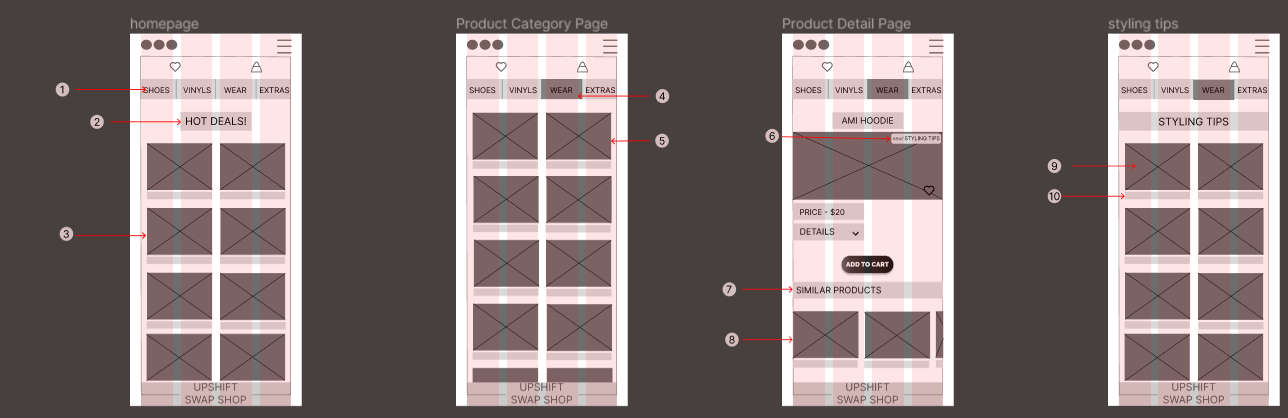 homepage
Product Category Page
Product Detail Page
styling tips
SHOES VINYLS WEAR EXTRAS
SHOES VINYLS WEAR EXTRAS
SHOES VINYLS WEAR EXTRAS
SHOES VINYLS WEAR EXTRAS
1
4
2
HOT DEALS!
AMI HOODIE
STYLING TIPS
6
new! STYLING TIPS
5
9
10
PRICE - $20
3
DETAILS
ADD TO CART
7
SIMILAR PRODUCTS
8
UPSHIFT
SWAP SHOP
UPSHIFT
SWAP SHOP
UPSHIFT
SWAP SHOP
UPSHIFT
SWAP SHOP